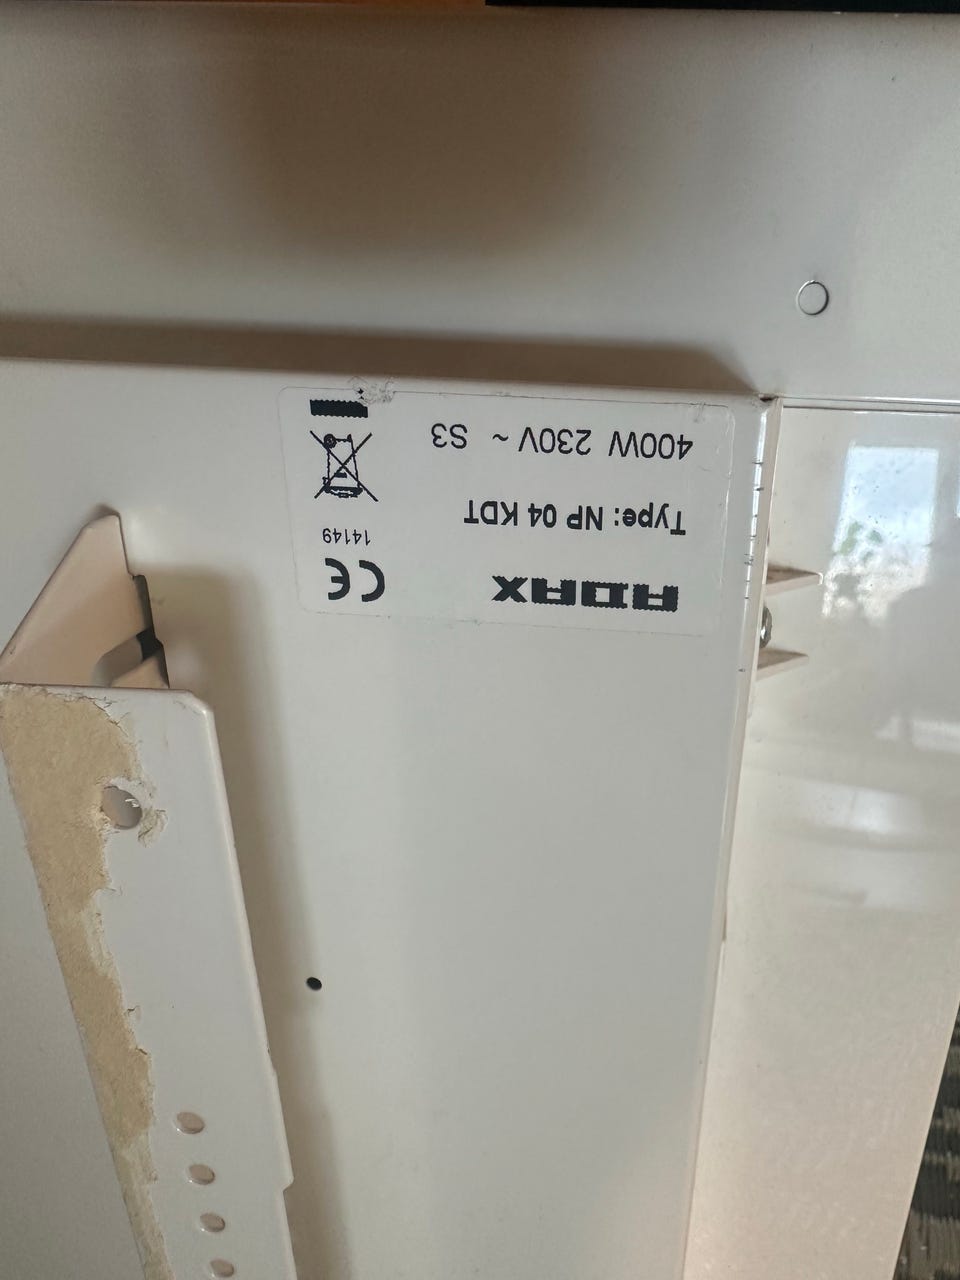 ADAX
Type: NP 04 KDT
400W 230V ~ S3
CE
14149